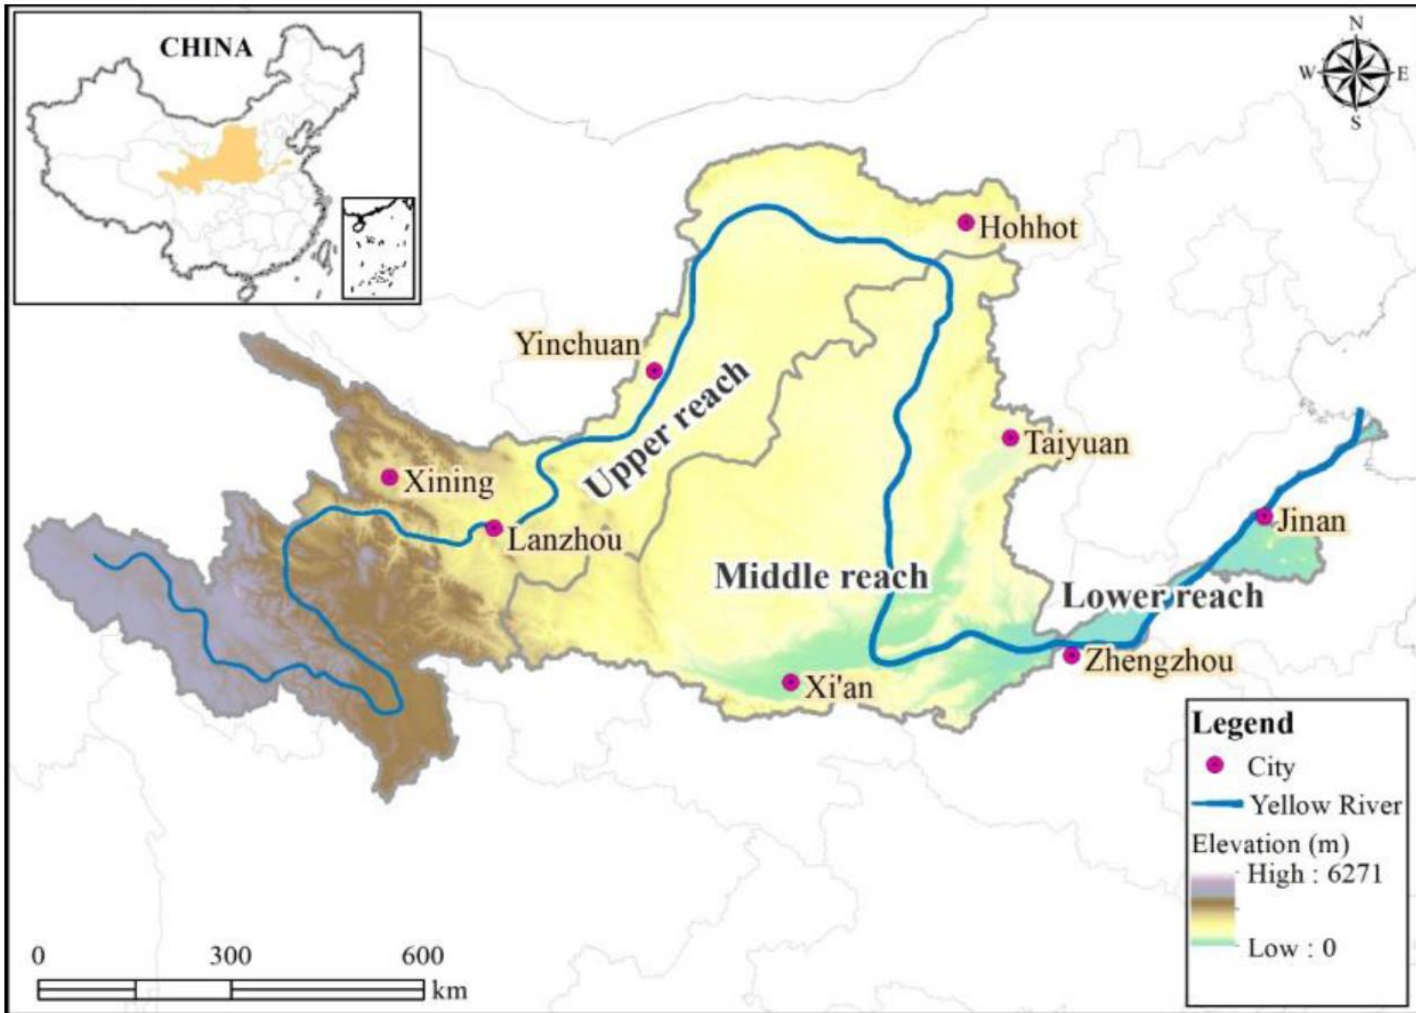 CHINA
N
W
E
S
Hohhot
Yinchuan
Upper reach
Taiyuan
Xining
Lanzhou
Jinan
Middle reach
Lower reach
Zhengzhou
Xi'an
Legend
City
Yellow River
Elevation (m)
High : 6271
Low : 0
0 300 600
km